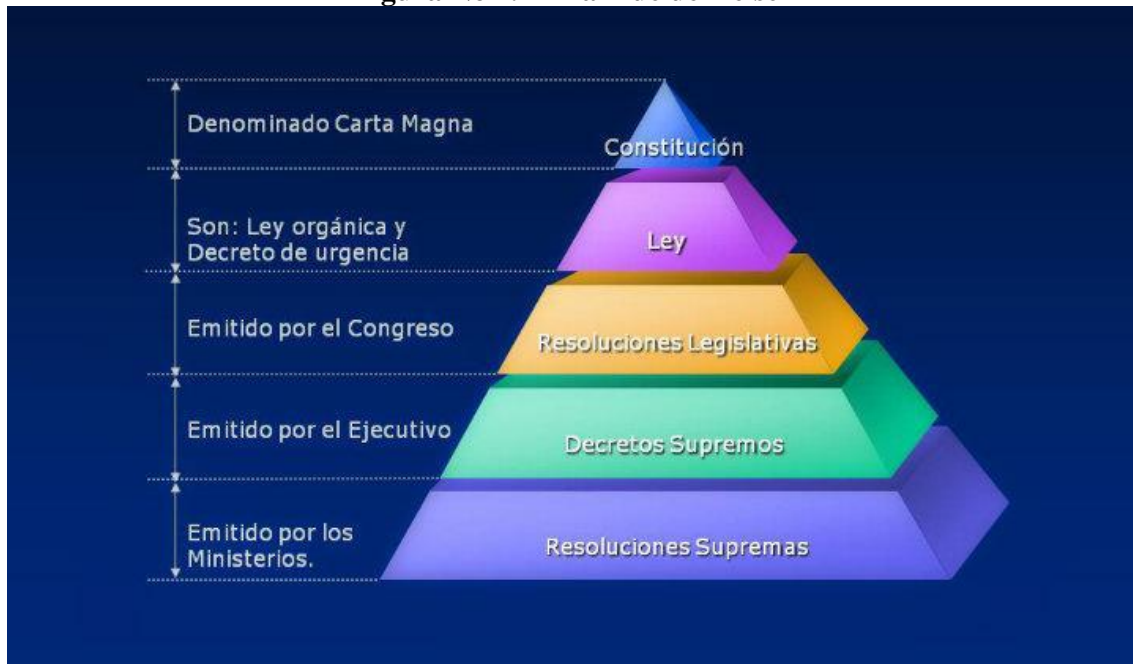 Denominado Carta Magna
Constitución
Son: Ley orgánica y
Decreto de urgencia
Ley
Emitido por el Congreso
Resoluciones Legislativas
Emitido por el Ejecutivo
Decretos Supremos
Emitido por los
Ministerios.
Resoluciones Supremas